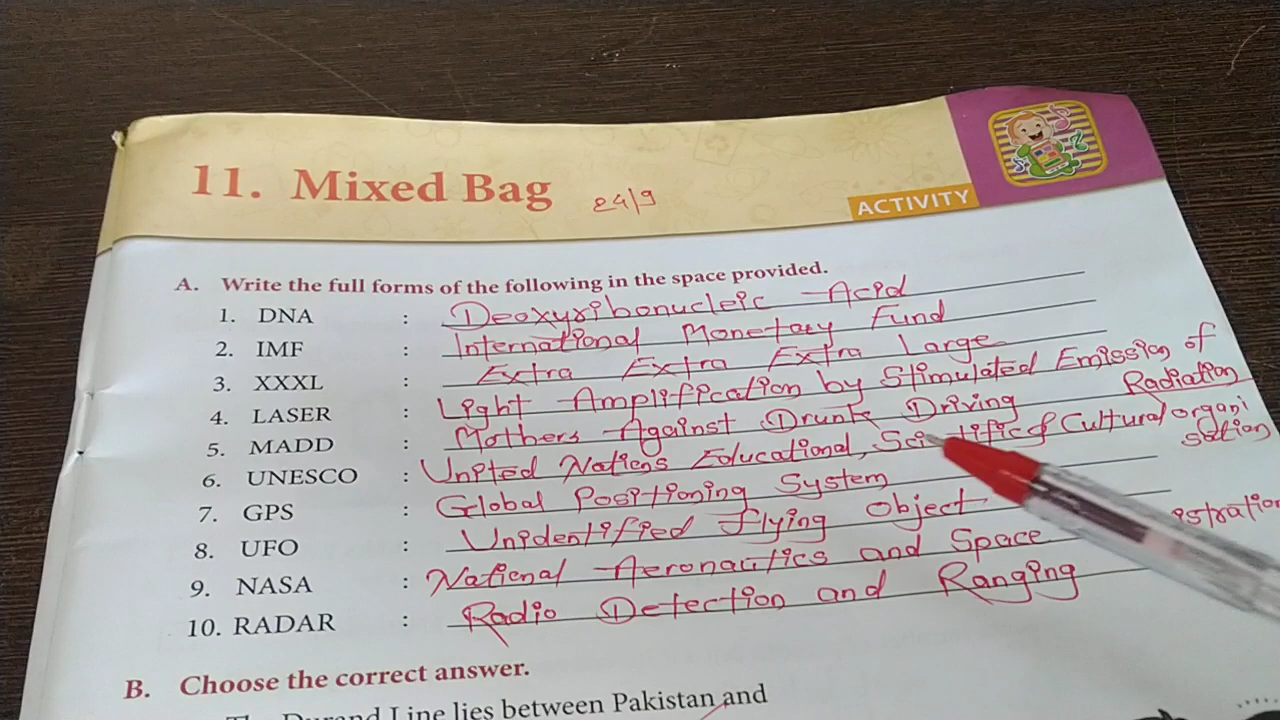 11. Mixed Bag 24/9
ACTIVITY
A. Write the full forms of the following in the space provided.
1. DNA : Deoxyribonucleic Acid
2. IMF : International Monetary Fund
3. XXXL : Extra Extra Extra Large
4. LASER : Light Amplification by Stimulated Emission of Radiation
5. MADD : Mothers Against Drunk Driving
6. UNESCO : United Nations Educational, Scientific & Cultural organisation
7. GPS : Global Positioning System
8. UFO : Unidentified Flying Object
9. NASA : National Aeronautics and Space
10. RADAR : Radio Detection and Ranging
B. Choose the correct answer.
Durand Line lies between Pakistan and